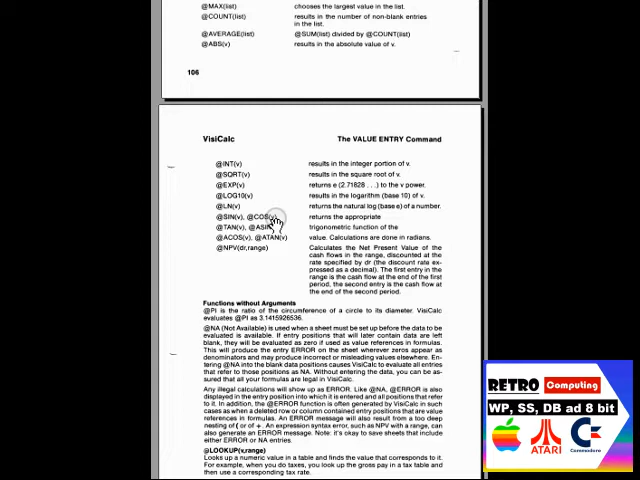 @MAX(list) chooses the largest value in the list.
@COUNT(list) results in the number of non-blank entries
in the list.
@AVERAGE(list) @SUM(list) divided by @COUNT(list)
@ABS(v) results in the absolute value of v.
106
VisiCalc The VALUE ENTRY Command
@INT(v) results in the integer portion of v.
@SQRT(v) results in the square root of v.
@EXP(v) returns e (2.71828 . . .) to the v power.
@LOG10(v) results in the logarithm (base 10) of v.
@LN(v) returns the natural log (base e) of a number.
@SIN(v), @COS(v), returns the appropriate
@TAN(v), @ASIN trigonometric function of the
@ACOS(v), @ATAN(v) value. Calculations are done in radians.
@NPV(dr,range) Calculates the Net Present Value of the
cash flows in the range, discounted at the
rate specified by dr (the discount rate ex-
pressed as a decimal). The first entry in the
range is the cash flow at the end of the first
period, the second entry is the cash flow at
the end of the second period.
Functions without Arguments
@PI is the ratio of the circumference of a circle to its diameter. VisiCalc
evaluates @PI as 3.1415926536.
@NA (Not Available) is used when a sheet must be set up before the data to be
evaluated is available. If entry positions that will later contain data are left
blank, they will be evaluated as zero if used as value references in formulas.
This will produce the entry ERROR on the sheet wherever zeros appear as
denominators and may produce incorrect or misleading values elsewhere. En-
tering @NA into the blank data positions causes VisiCalc to evaluate all entries
that refer to those positions as NA. Without entering the data, you can be as-
sured that all your formulas are legal in VisiCalc.
Any illegal calculations will show up as ERROR. Like @NA, @ERROR is also
displayed in the entry position into which it is entered and all positions that refer
to it. In addition, the @ERROR function is often generated by VisiCalc in such
cases as when a deleted row or column contained entry positions that are value
references in formulas. An ERROR message will also result from a too deep
nesting of ( or + . An expression syntax error, such as NPV with a range, can
also generate an ERROR message. Note: it's okay to save sheets that include
either ERROR or NA entries.
@LOOKUP(v,range)
Looks up a numeric value in a table and finds the value that corresponds to it.
For example, when you do taxes, you look up the gross pay in a tax table and
then use a corresponding tax rate.
RETRO Computing
WP, SS, DB ad 8 bit
ATARI
Commodore